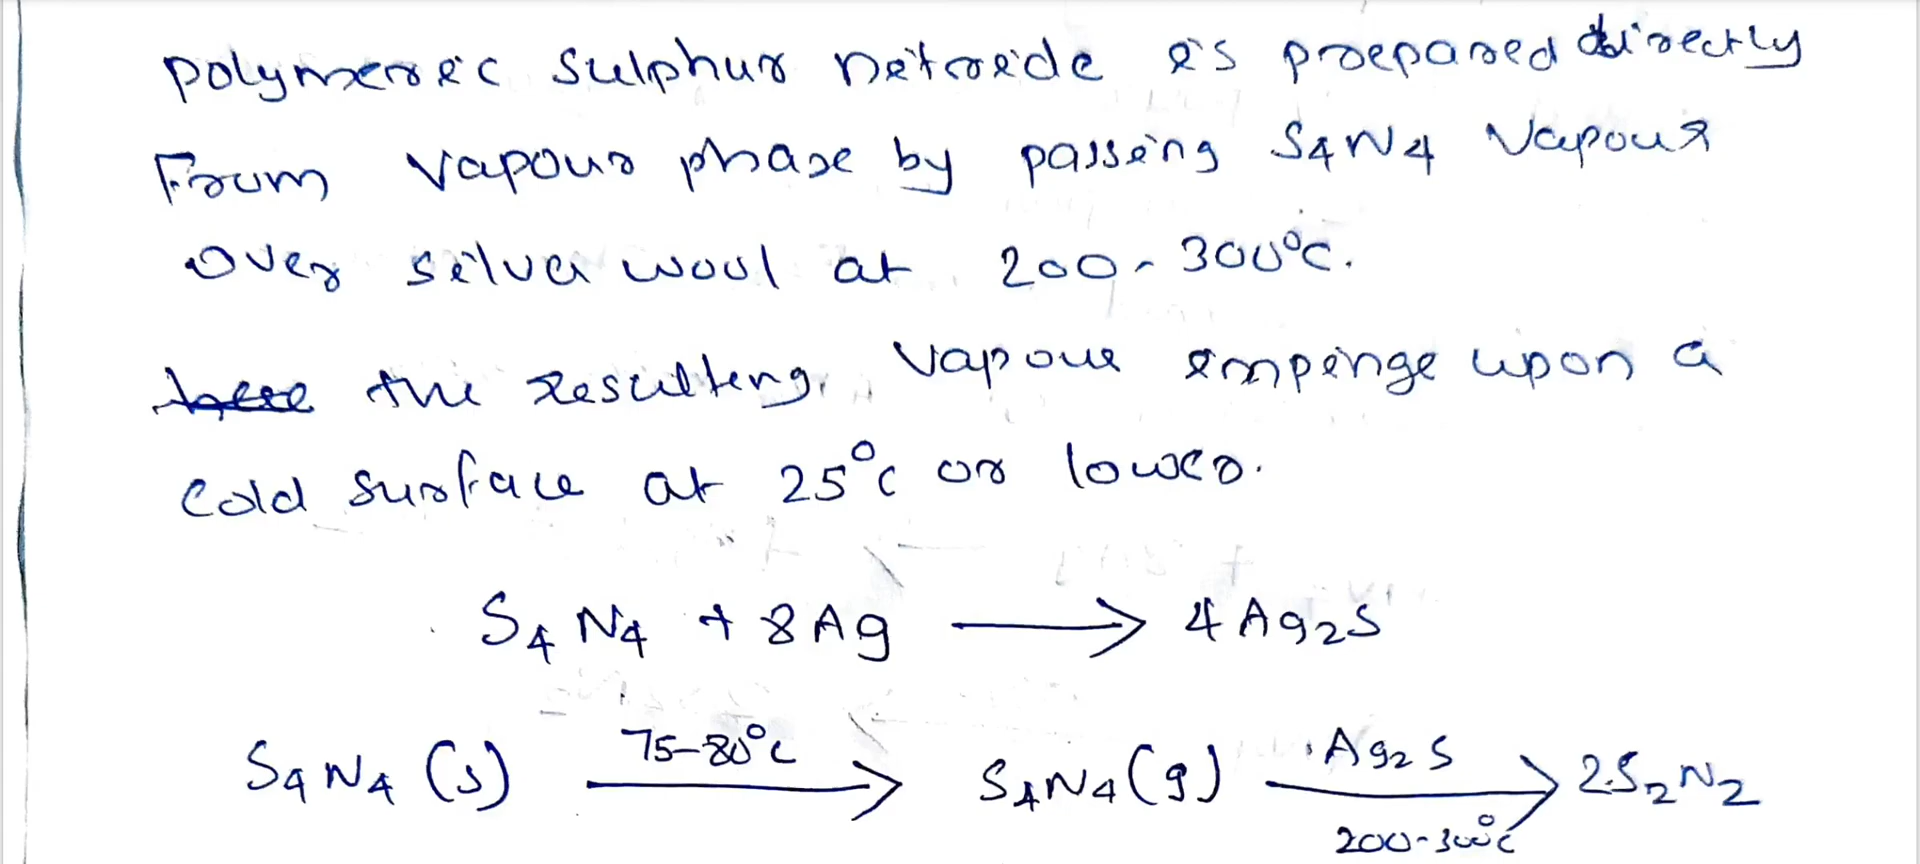 polymeric sulphur nitride is prepared directly
From vapour phase by passing S4N4 vapour
over silver wool at 200-300°C.
here the resulting vapour impinge upon a
cold surface at 25°C or lower.
S4N4 + 8Ag → 4Ag2S
S4N4 (s) 75-80°C → S4N4 (g) Ag2S 200-300°C → 2S2N2